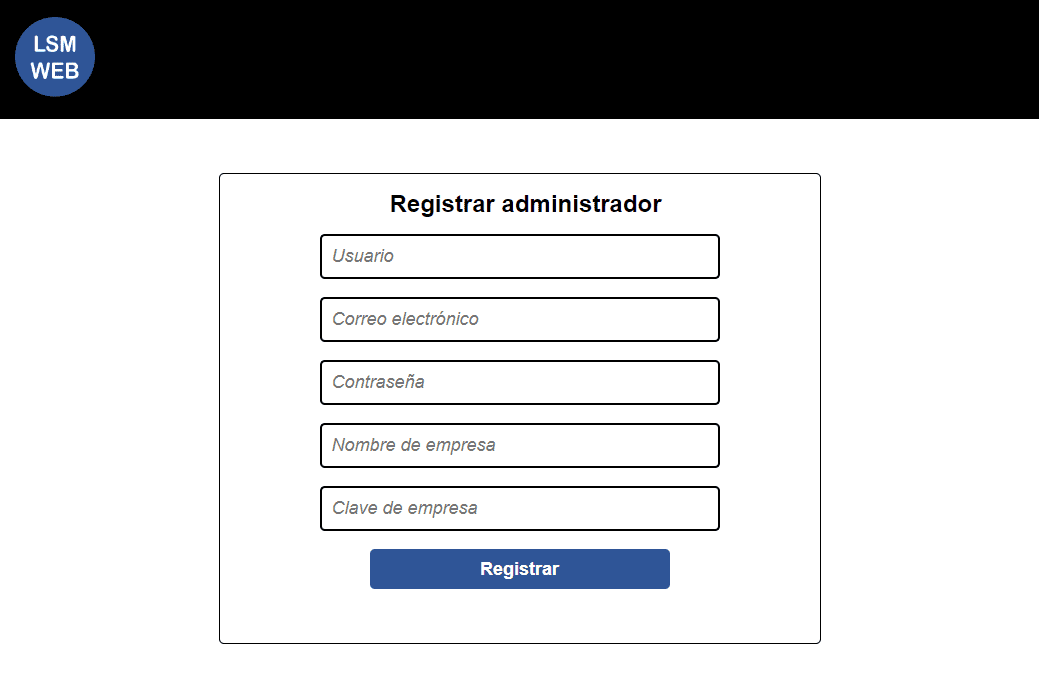 LSM
WEB
Registrar administrador
Usuario
Correo electrónico
Contraseña
Nombre de empresa
Clave de empresa
Registrar